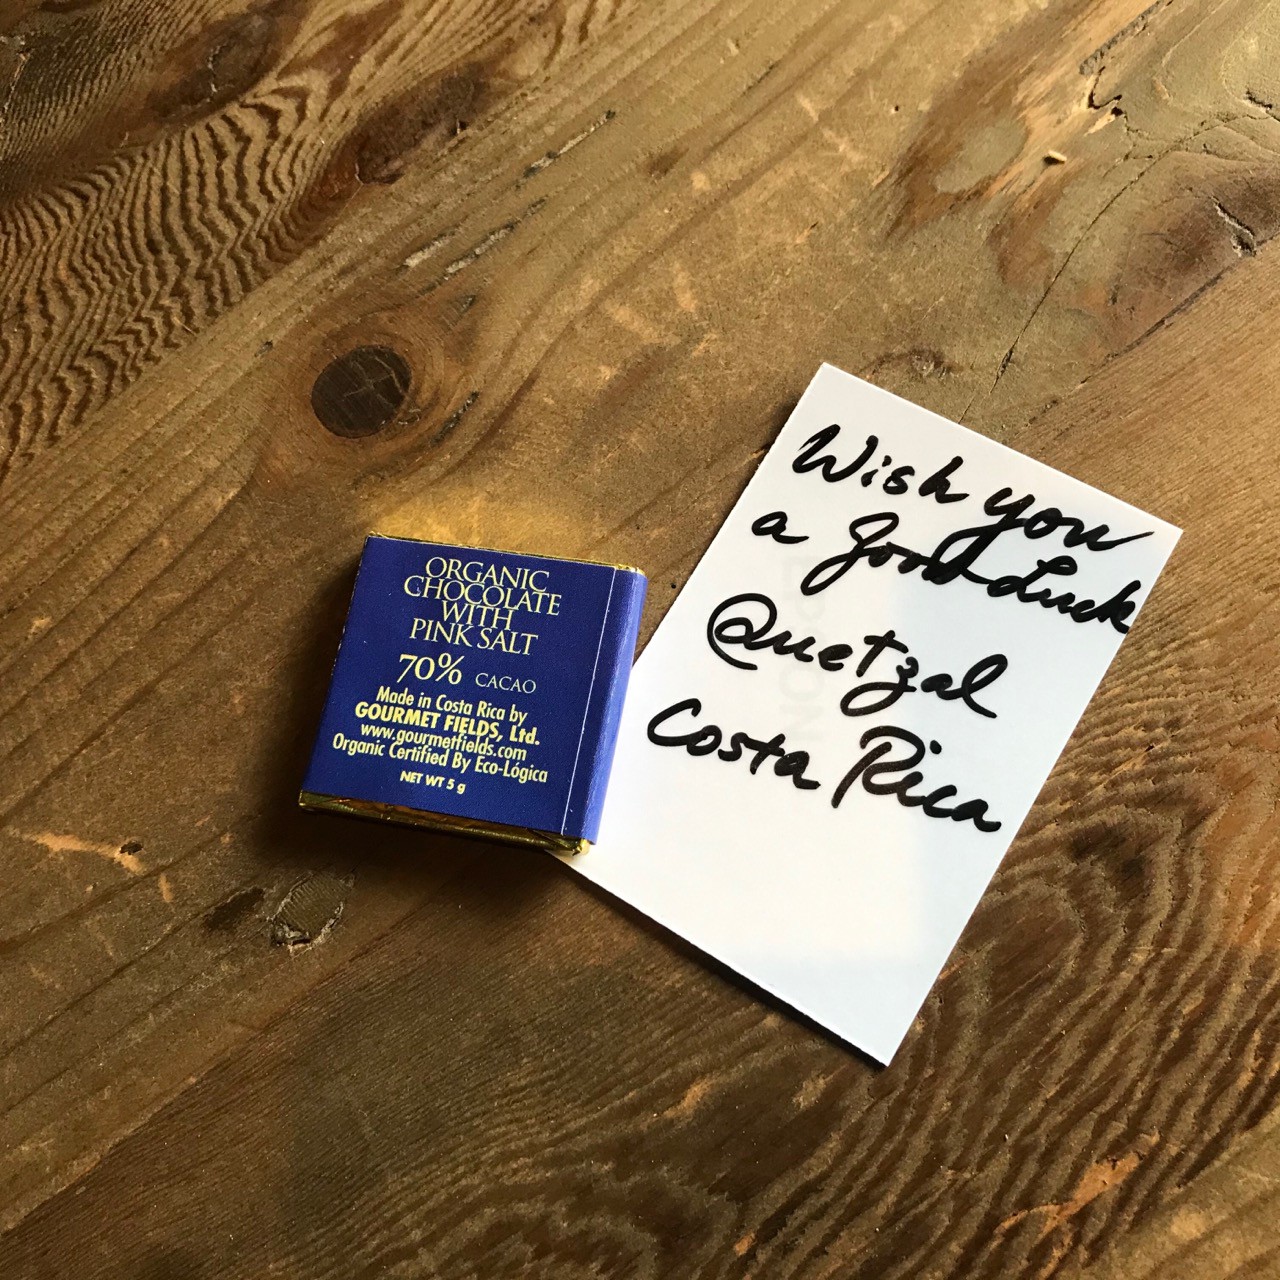 ORGANIC
CHOCOLATE
WITH
PINK SALT
70% CACAO
Made in Costa Rica by
GOURMET FIELDS, Ltd.
www.gourmetfields.com
Organic Certified By Eco-Lógica
NET WT 5 g
Wish you
a good Luck
Quetzal
Costa Rica